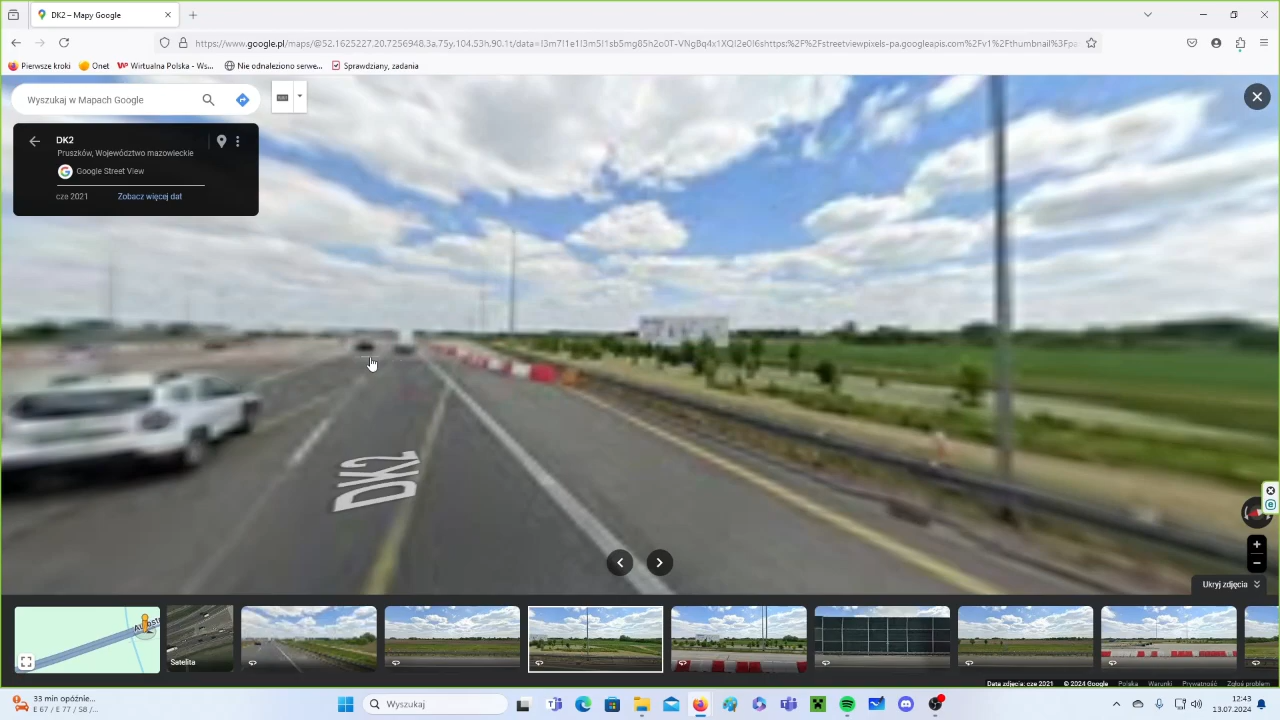 DK2 – Mapy Google
https://www.google.pl/maps/@52.1625227,20.7256948,3a,75y,104.53h,90.1t/data=!3m7!1e1!3m5!1sb5mg85h2o0T-VNgBq4x1XQ!2e0!6shttps:%2F%2Fstreetviewpixels-pa.googleapis.com%2Fv1%2Fthumbnail%3Fpa
Pierwsze kroki
Onet
Wirtualna Polska - Ws...
Nie odnaleziono serwe...
Sprawdziany, zadania
Wyszukaj w Mapach Google
DK2
Pruszków, Województwo mazowieckie
Google Street View
cze 2021
Zobacz więcej dat
DK2
Ukryj zdjęcia
Satelita
Data zdjęcia: cze 2021
© 2024 Google
Polska
Warunki
Prywatność
Zgłoś problem
33 min opóźnie...
E 67 / E 77 / S8 /...
Wyszukaj
12:43
13.07.2024